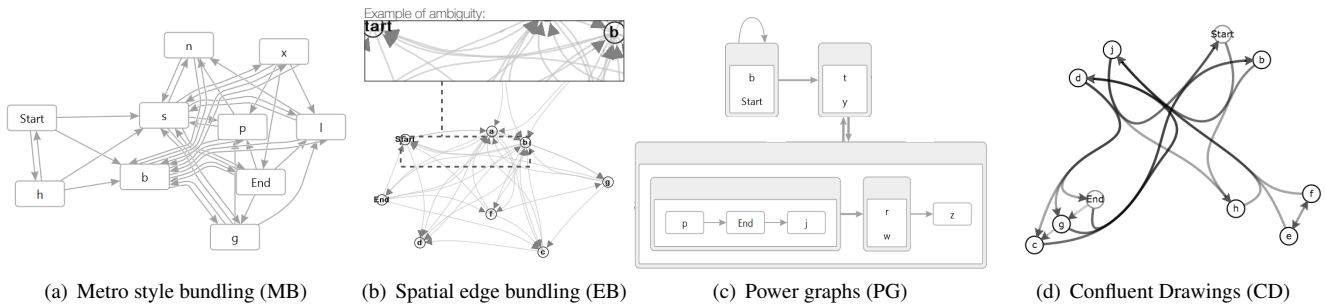 n
x
Start
s
p
l
h
b
End
g
(a) Metro style bundling (MB)
Example of ambiguity:
tart
b
Start
a
b
g
End
f
d
c
(b) Spatial edge bundling (EB)
b
Start
t
y
p
End
j
r
w
z
(c) Power graphs (PG)
Start
j
b
d
End
f
h
g
e
c
(d) Confluent Drawings (CD)